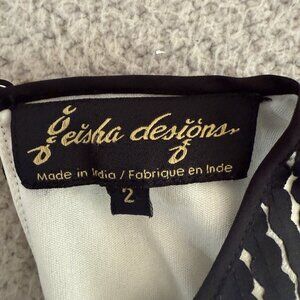 geisha designs
Made in India / Fabrique en Inde
2